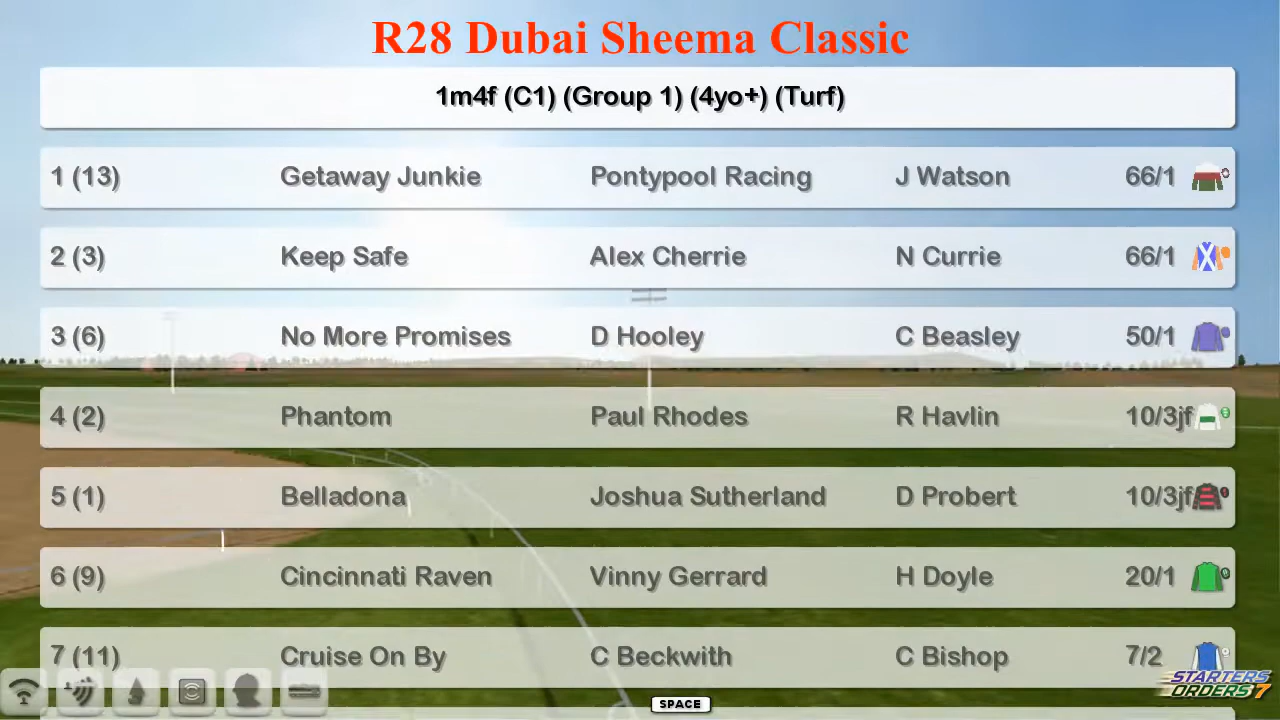 R28 Dubai Sheema Classic
1m4f (C1) (Group 1) (4yo+) (Turf)
1 (13) Getaway Junkie Pontypool Racing J Watson 66/1
2 (3) Keep Safe Alex Cherrie N Currie 66/1
3 (6) No More Promises D Hooley C Beasley 50/1
4 (2) Phantom Paul Rhodes R Havlin 10/3jf
5 (1) Belladona Joshua Sutherland D Probert 10/3jf
6 (9) Cincinnati Raven Vinny Gerrard H Doyle 20/1
7 (11) Cruise On By C Beckwith C Bishop 7/2
STARTERS
ORDERS 7
SPACE